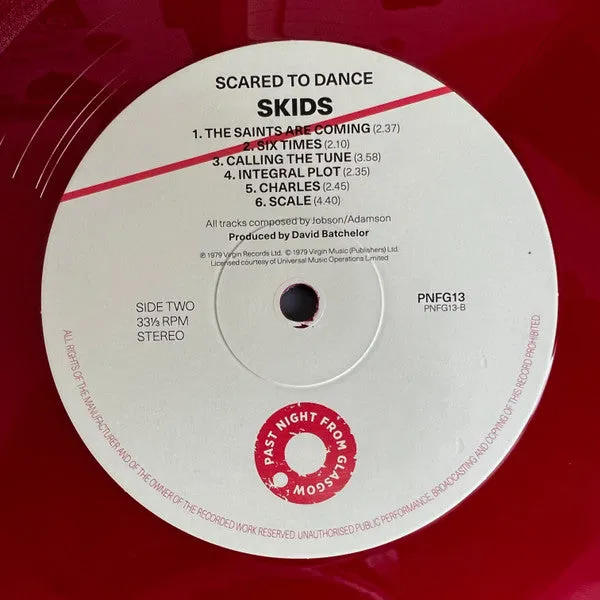 SCARED TO DANCE
SKIDS
1. THE SAINTS ARE COMING (2.37)
2. SIX TIMES (2.10)
3. CALLING THE TUNE (3.58)
4. INTEGRAL PLOT (2.35)
5. CHARLES (2.45)
6. SCALE (4.40)
All tracks composed by Jobson/Adamson
Produced by David Batchelor
℗ 1979 Virgin Records Ltd. © 1979 Virgin Music (Publishers) Ltd.
Licensed courtesy of Universal Music Operations Limited
SIDE TWO
33⅓ RPM
STEREO
PNFG13
PNFG13-B
PAST NIGHT FROM GLASGOW
ALL RIGHTS OF THE MANUFACTURER AND OF THE OWNER OF THE RECORDED WORK RESERVED. UNAUTHORISED PUBLIC PERFORMANCE, BROADCASTING AND COPYING OF THIS RECORD PROHIBITED.